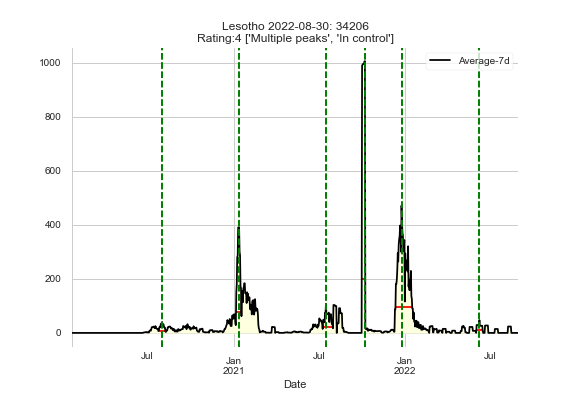 Lesotho 2022-08-30: 34206
Rating:4 ['Multiple peaks', 'In control']
Average-7d
1000
800
600
400
200
0
Jul
Jan
2021
Jul
Jan
2022
Jul
Date